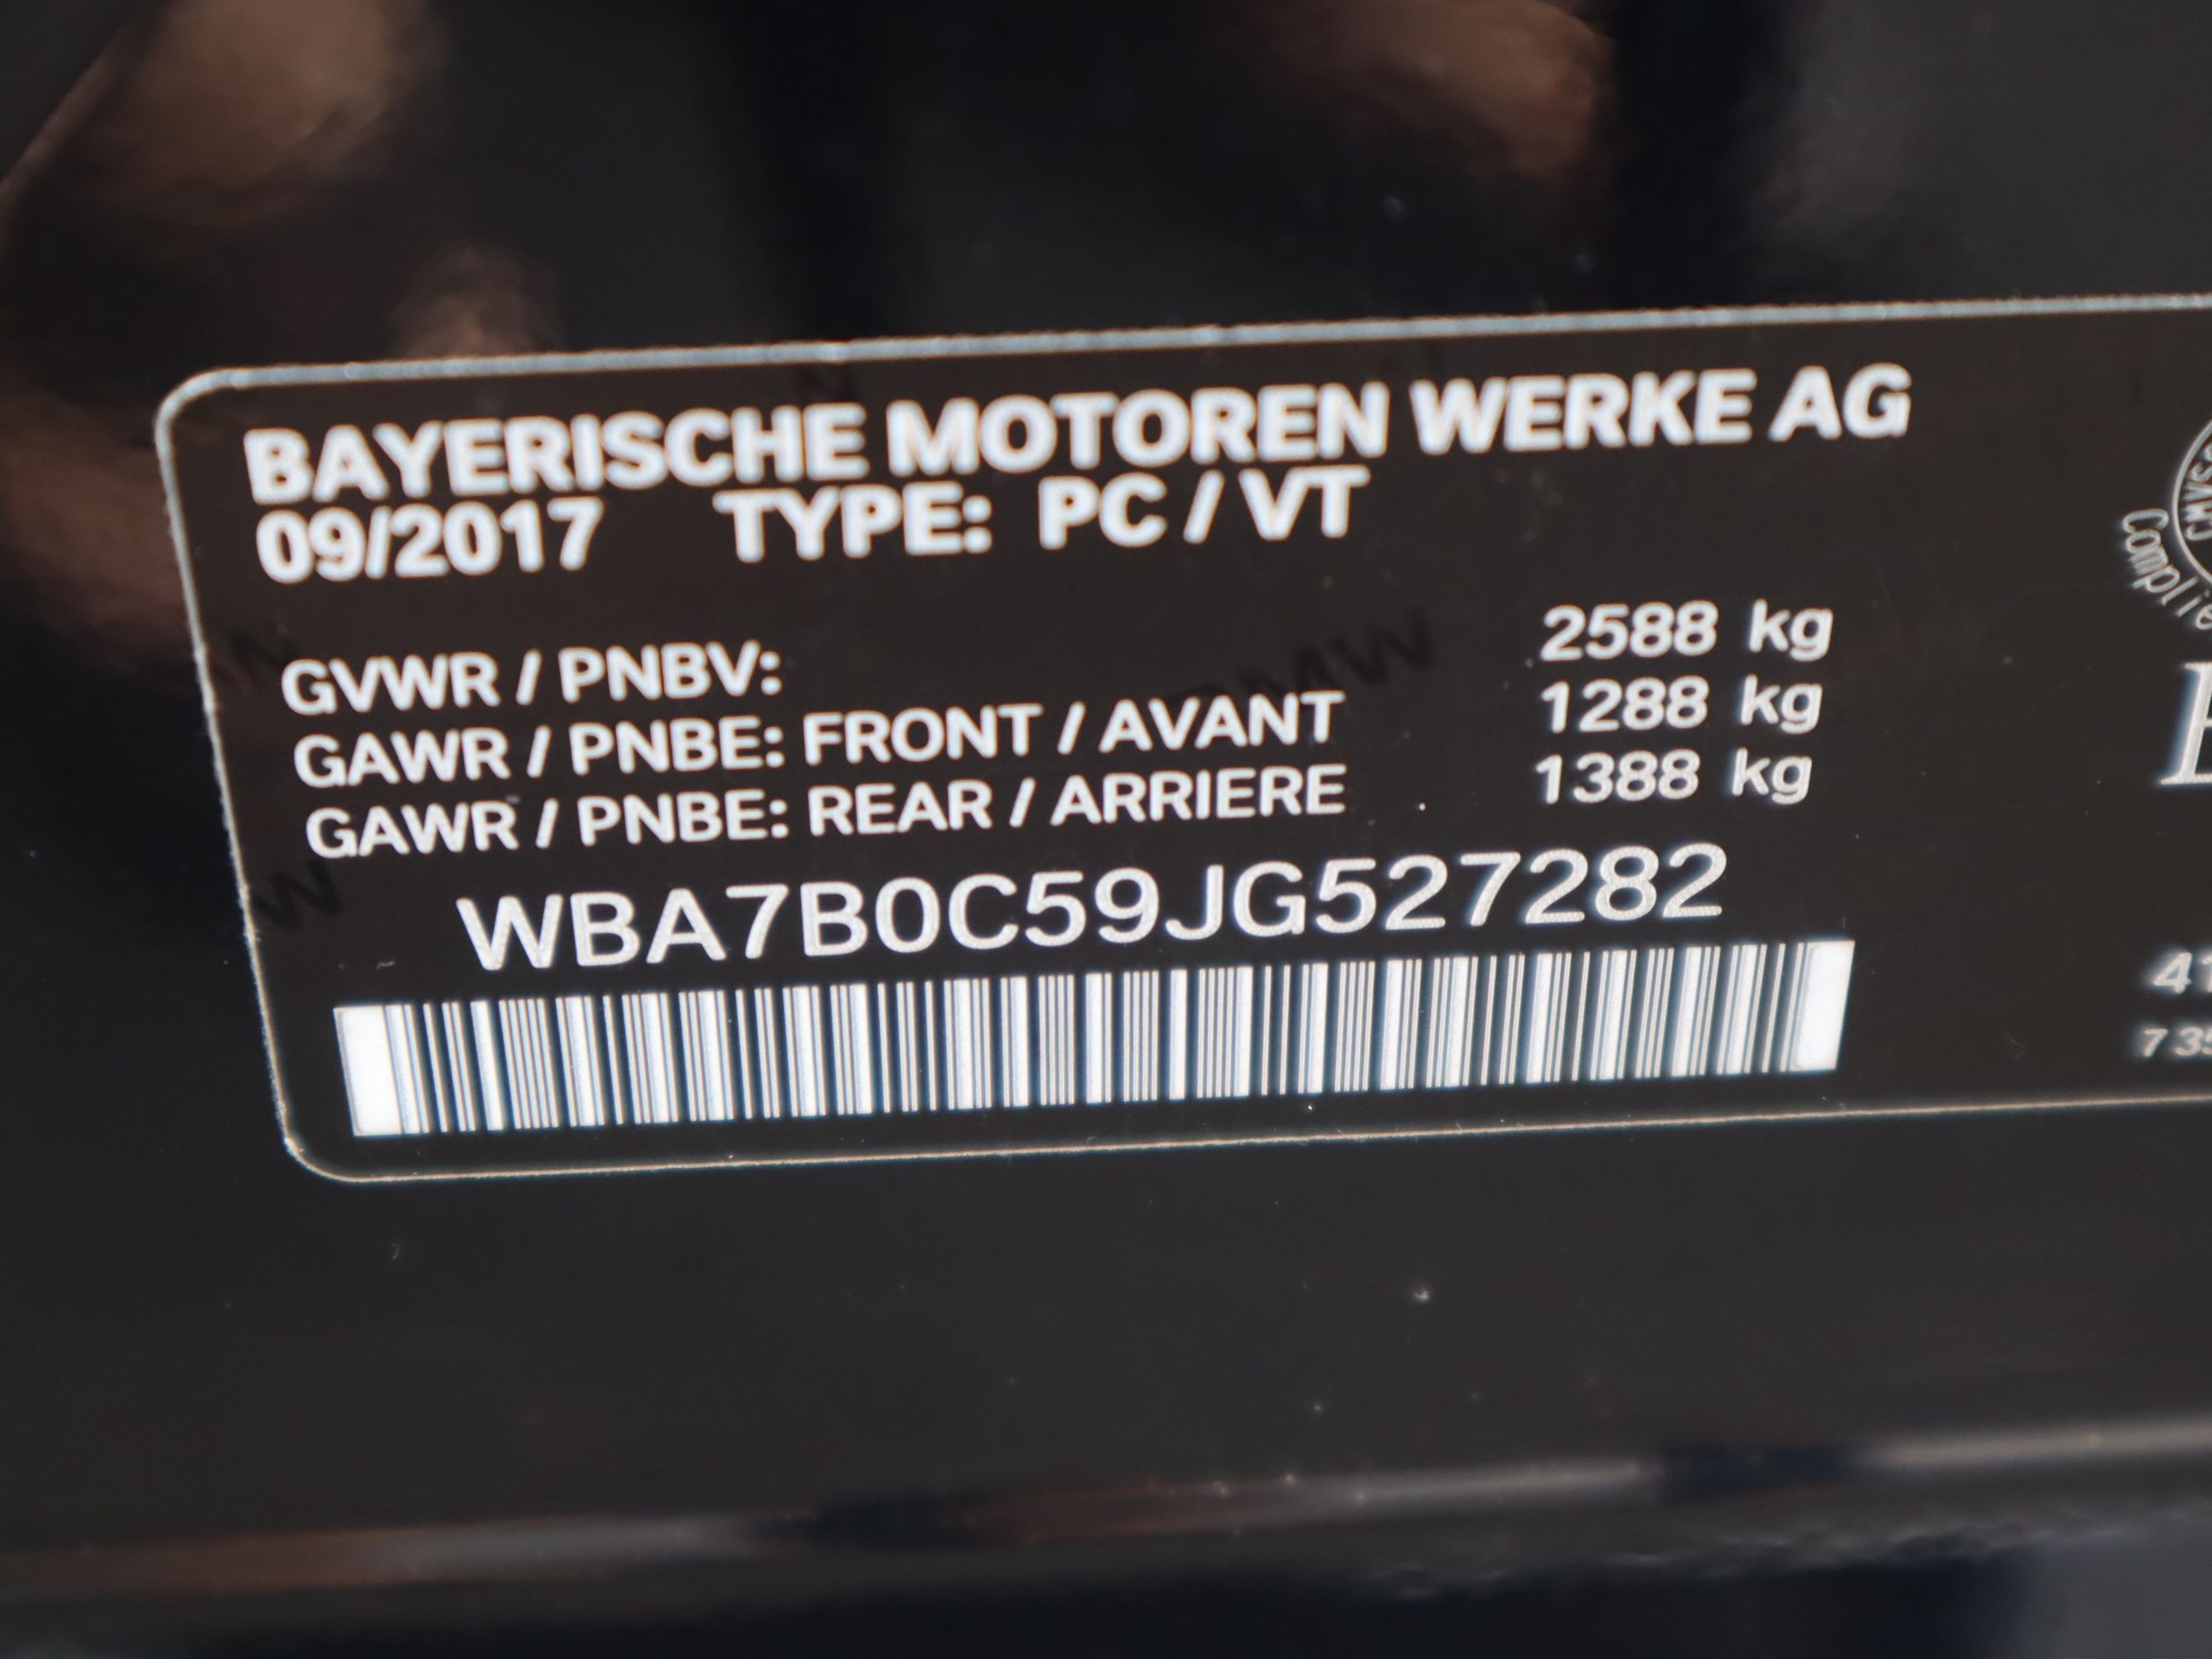 BAYERISCHE MOTOREN WERKE AG
09/2017 TYPE: PC / VT
GVWR / PNBV: 2588 kg
GAWR / PNBE: FRONT / AVANT 1288 kg
GAWR / PNBE: REAR / ARRIERE 1388 kg
WBA7B0C59JG527282
BMW
W